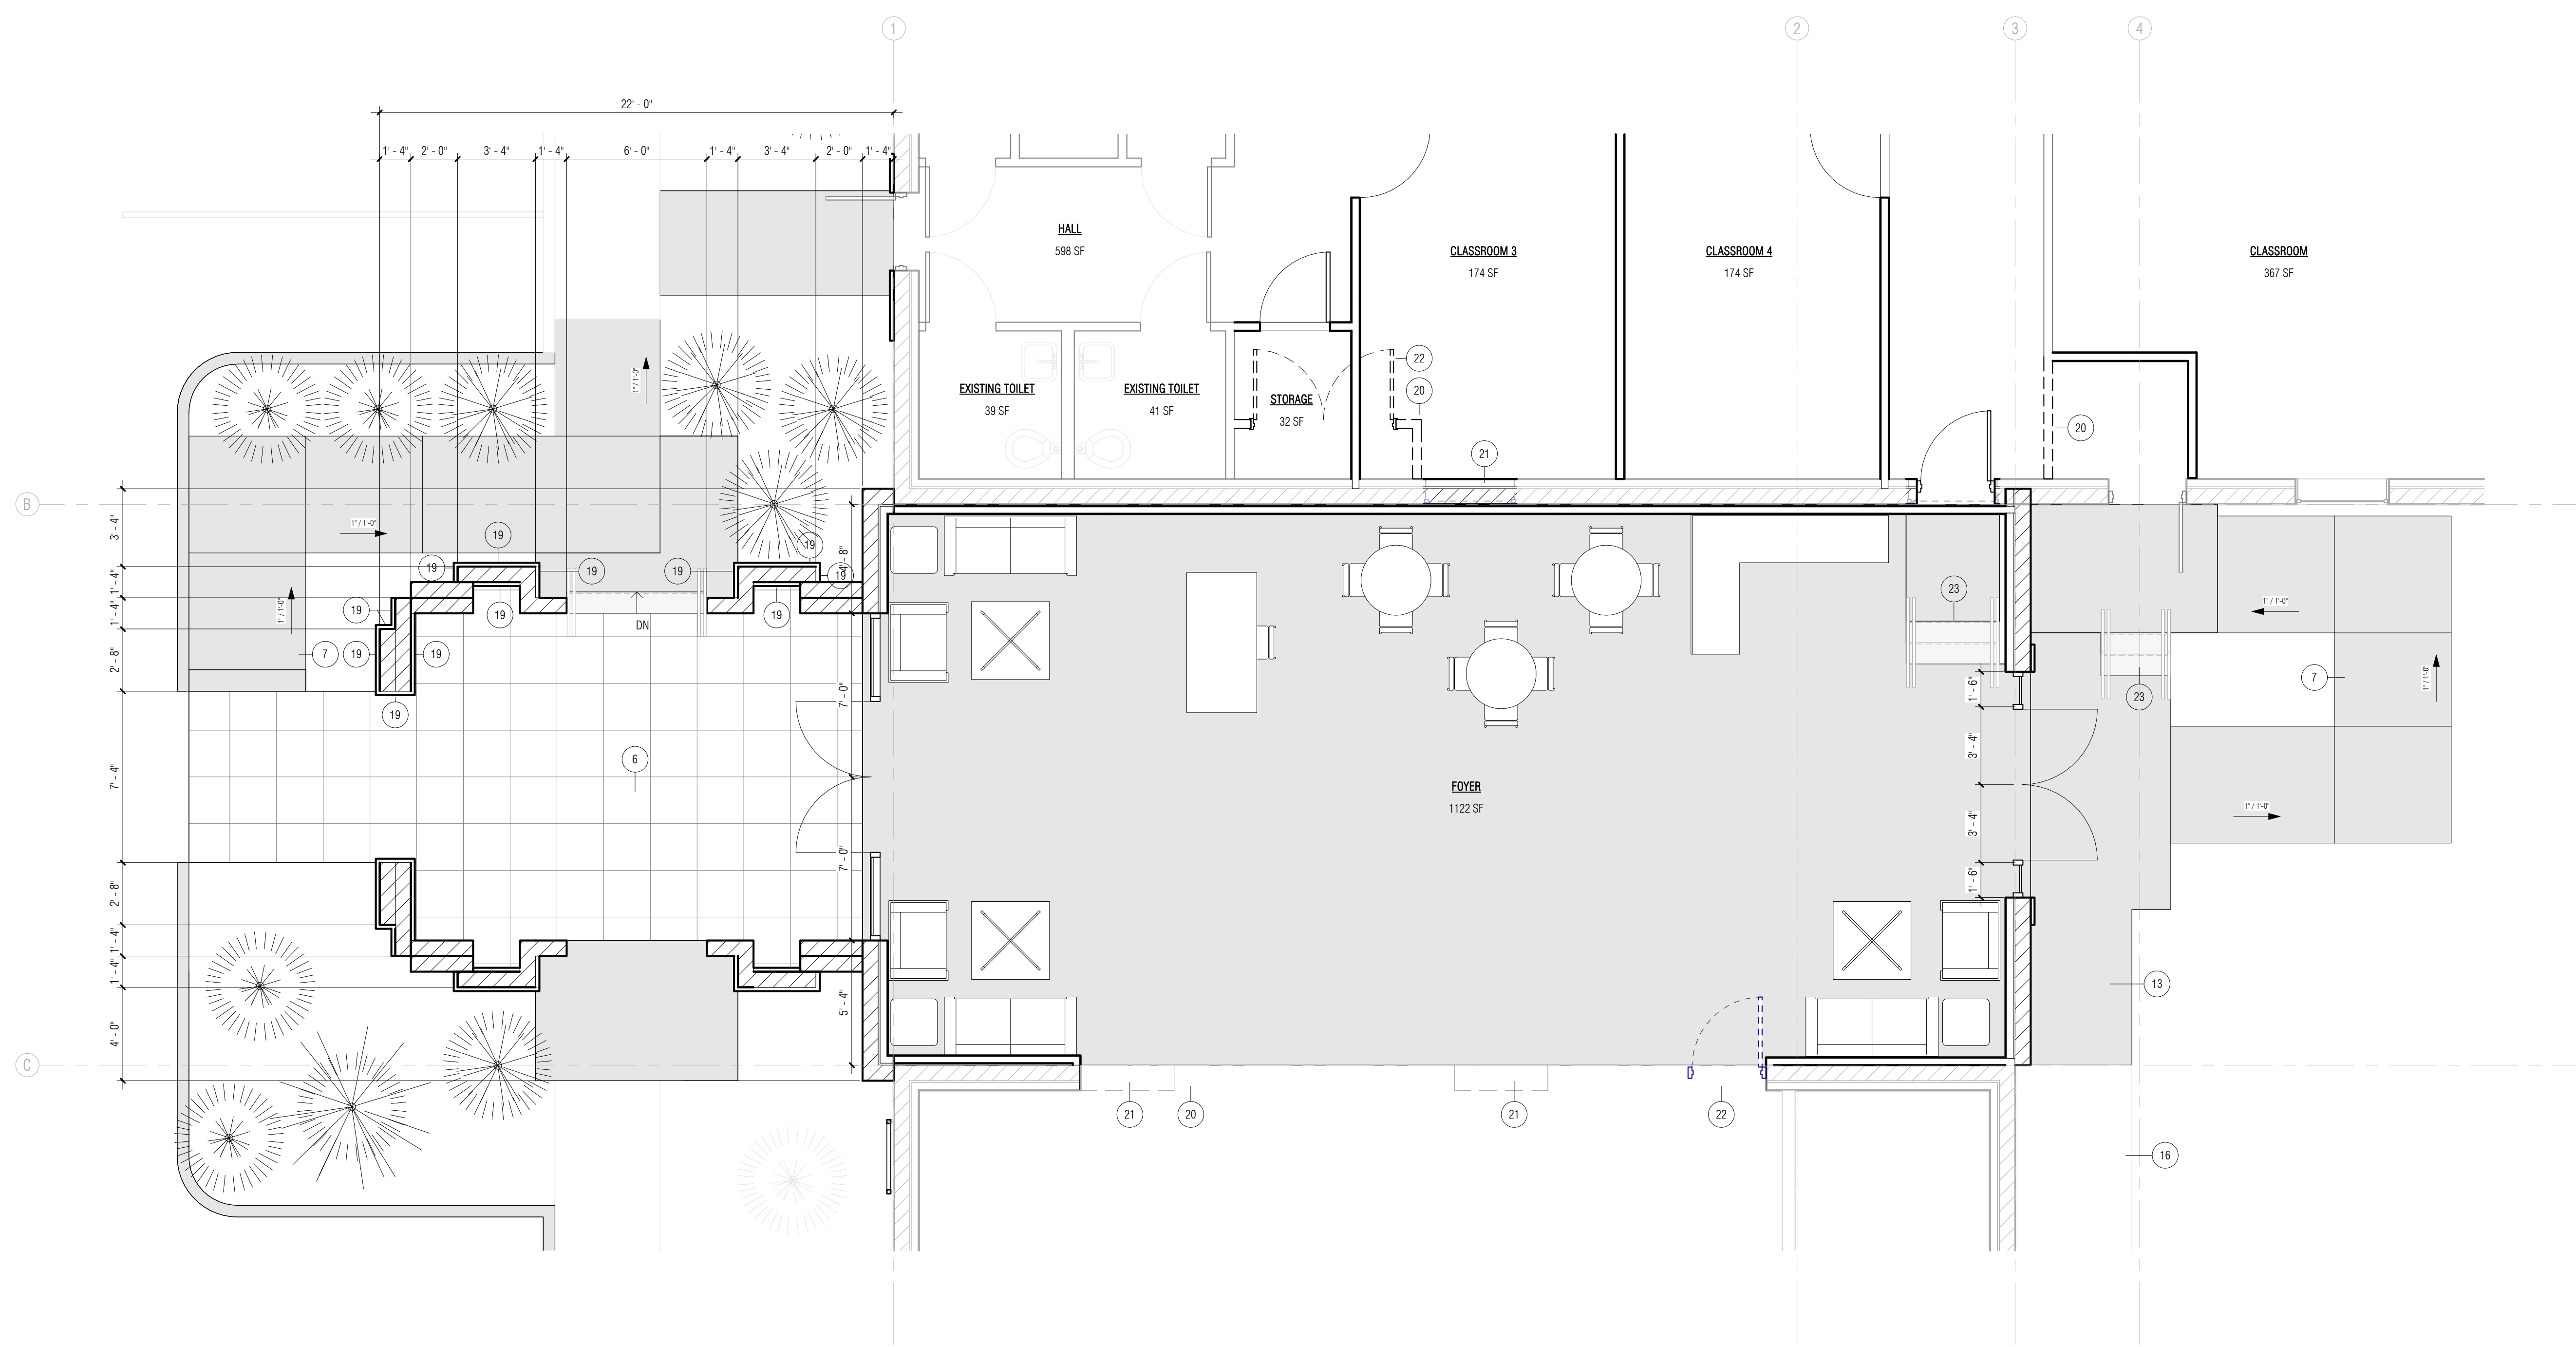 1
2
3
4
22' - 0"
1' - 4"
2' - 0"
3' - 4"
1' - 4"
6' - 0"
1' - 4"
3' - 4"
2' - 0"
1' - 4"
HALL
598 SF
CLASSROOM 3
174 SF
CLASSROOM 4
174 SF
CLASSROOM
367 SF
22
1" / 1'-0"
EXISTING TOILET
39 SF
EXISTING TOILET
41 SF
STORAGE
32 SF
20
20
21
B
3' - 4"
1" / 1'-0"
19
19
4' - 8"
19
19
19
19
19
1' - 4"
23
1' - 4"
1" / 1'-0"
19
19
19
1" / 1'-0"
DN
2' - 8"
7
19
19
7
1" / 1'-0"
1' - 6"
7' - 0"
23
19
3' - 4"
6
7' - 4"
FOYER
1122 SF
1" / 1'-0"
3' - 4"
7' - 0"
1' - 6"
2' - 8"
1' - 4"
1' - 4"
13
5' - 4"
4' - 0"
C
21
20
21
22
16